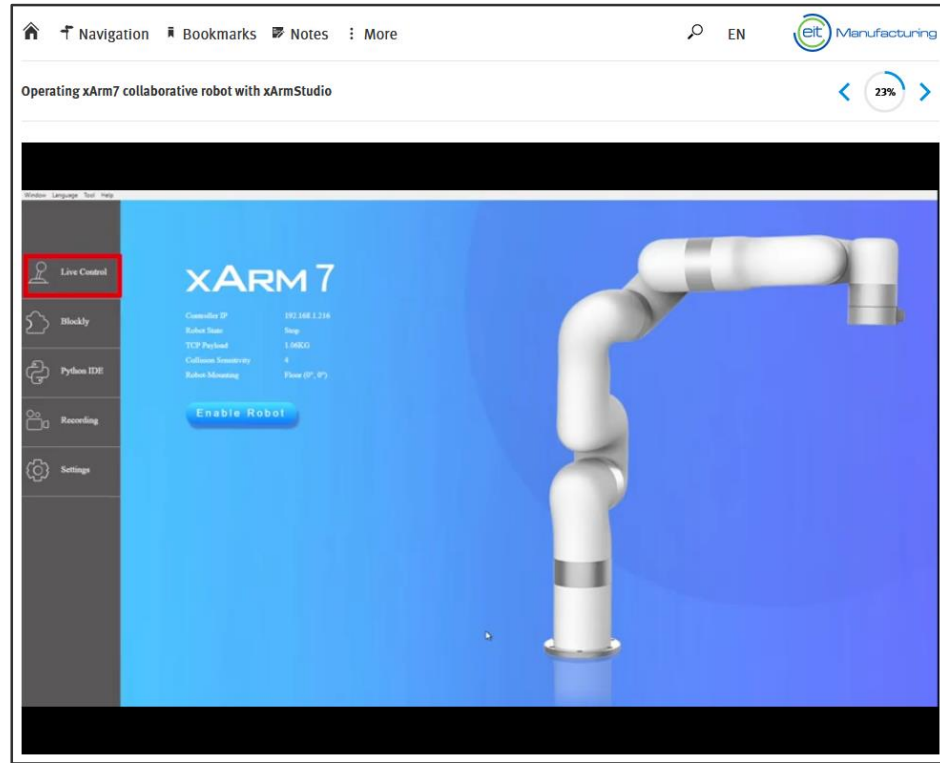 Navigation Bookmarks Notes More EN eit Manufacturing
Operating xArm7 collaborative robot with xArmStudio 23%
Window Language Tool Help
Live Control
Blockly
Python IDE
Recording
Settings
XARM 7
Controller IP 192.168.1.216
Robot State Stop
TCP Payload 1.06KG
Collision Sensitivity 4
Robot Mounting Floor (0°, 0°)
Enable Robot